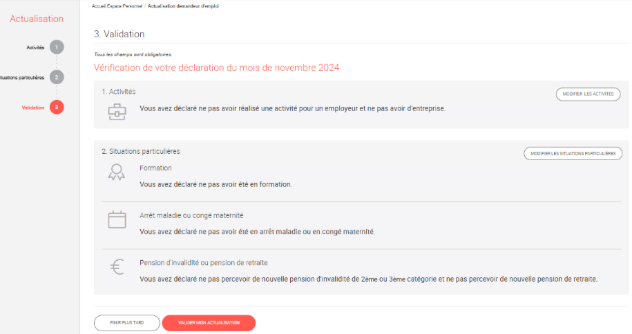 Accueil Espace Personnel / Actualisation demandeur d'emploi
Actualisation
Activités 1
situations particulières 2
Validation 3
3. Validation
Tous les champs sont obligatoires.
Vérification de votre déclaration du mois de novembre 2024
1. Activités
MODIFIER LES ACTIVITÉS
Vous avez déclaré ne pas avoir réalisé une activité pour un employeur et ne pas avoir d'entreprise.
2. Situations particulières
MODIFIER LES SITUATIONS PARTICULIÈRES
Formation
Vous avez déclaré ne pas avoir été en formation.
Arrêt maladie ou congé maternité
Vous avez déclaré ne pas avoir été en arrêt maladie ou en congé maternité.
Pension d'invalidité ou pension de retraite
Vous avez déclaré ne pas percevoir de nouvelle pension d'invalidité de 2ème ou 3ème catégorie et ne pas percevoir de nouvelle pension de retraite.
FINIR PLUS TARD
VALIDER MON ACTUALISATION